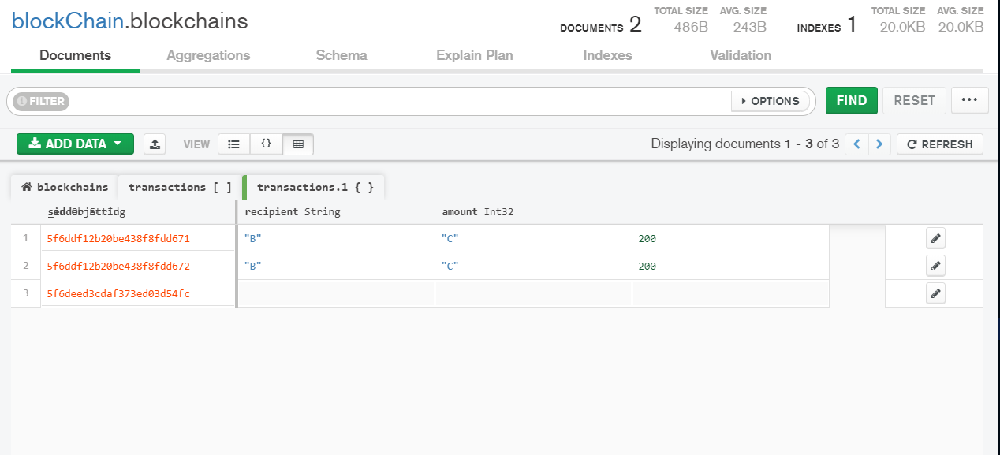 blockChain.blockchains
DOCUMENTS 2 TOTAL SIZE 486B AVG. SIZE 243B INDEXES 1 TOTAL SIZE 20.0KB AVG. SIZE 20.0KB
Documents Aggregations Schema Explain Plan Indexes Validation
FILTER OPTIONS FIND RESET ...
ADD DATA VIEW {} Displaying documents 1 - 3 of 3 < > REFRESH
blockchains transactions [ ] transactions.1 { }
recipient String amount Int32
1 5f6ddf12b20be438f8fdd671 "B" "C" 200
2 5f6ddf12b20be438f8fdd672 "B" "C" 200
3 5f6deed3cdaf373ed03d54fc